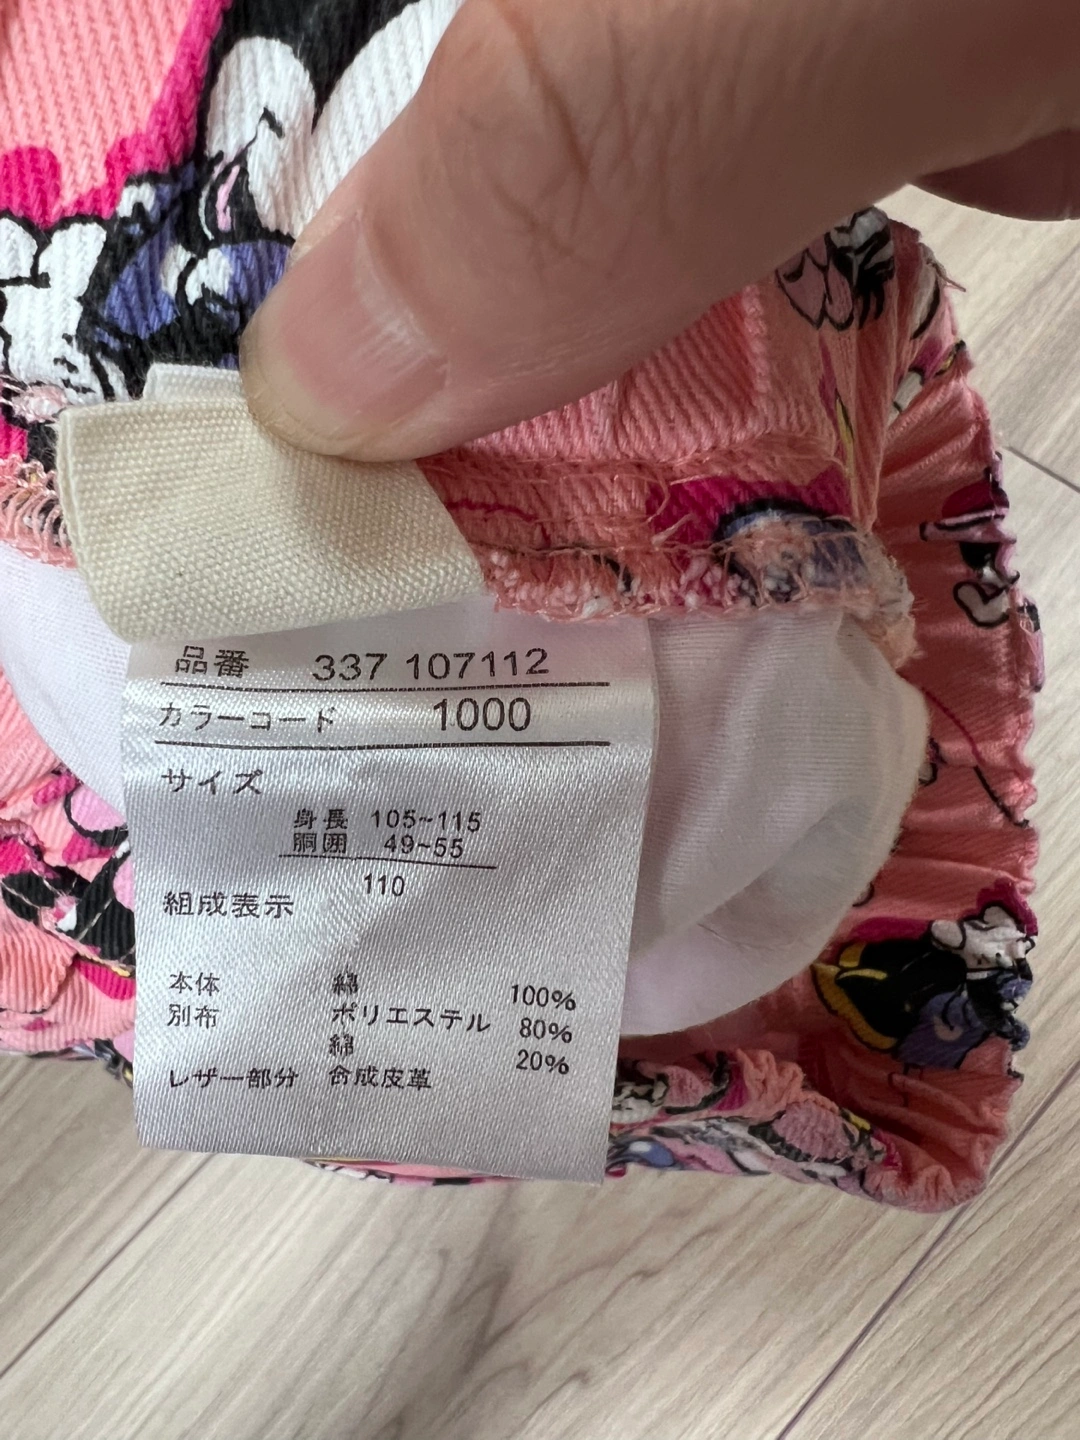 品番 337 107112
カラーコード 1000
サイズ
身長 105~115
胴囲 49~55
110
組成表示
本体 綿 100%
別布 ポリエステル 80%
綿 20%
レザー部分 合成皮革